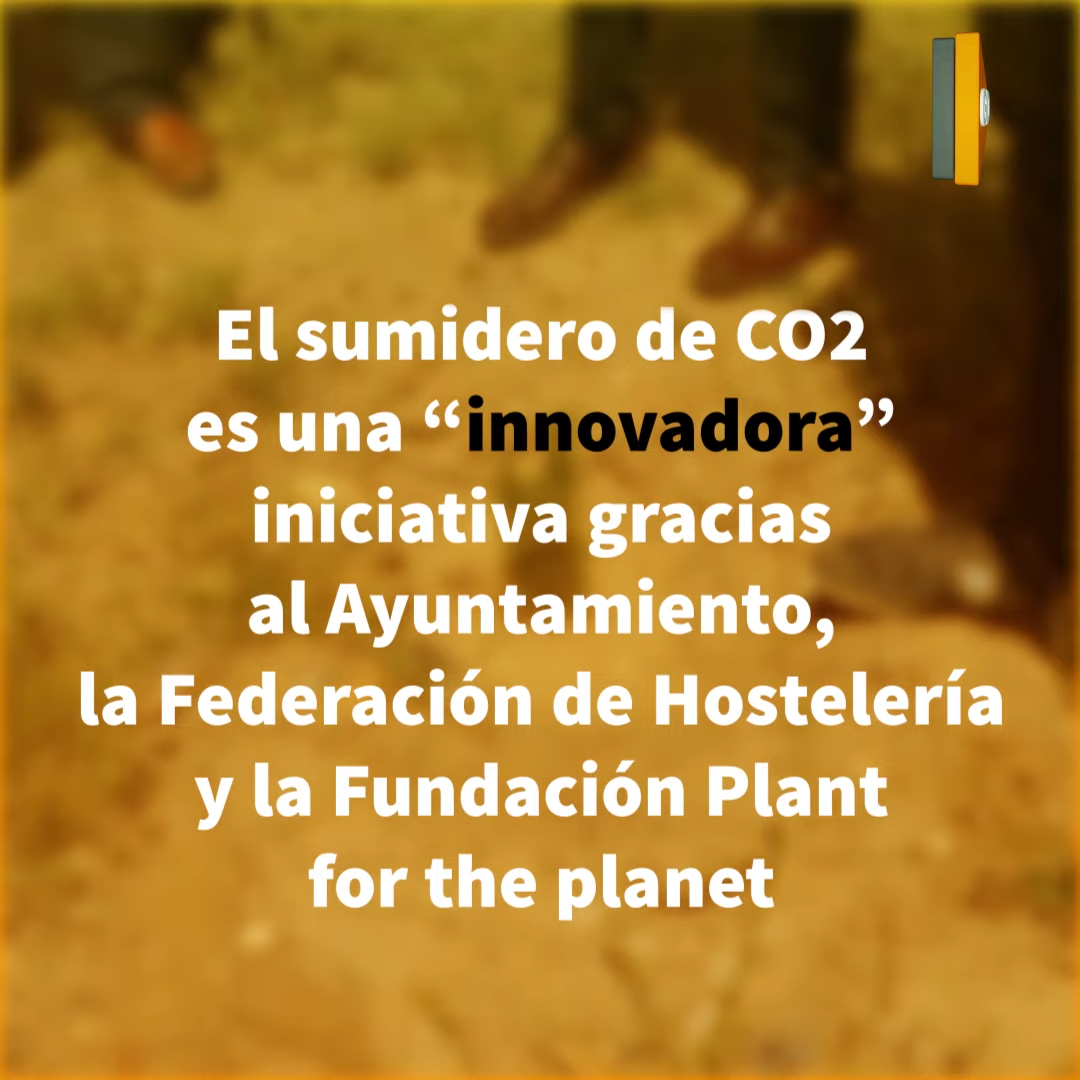 El sumidero de CO2
es una “innovadora”
iniciativa gracias
al Ayuntamiento,
la Federación de Hostelería
y la Fundación Plant
for the planet